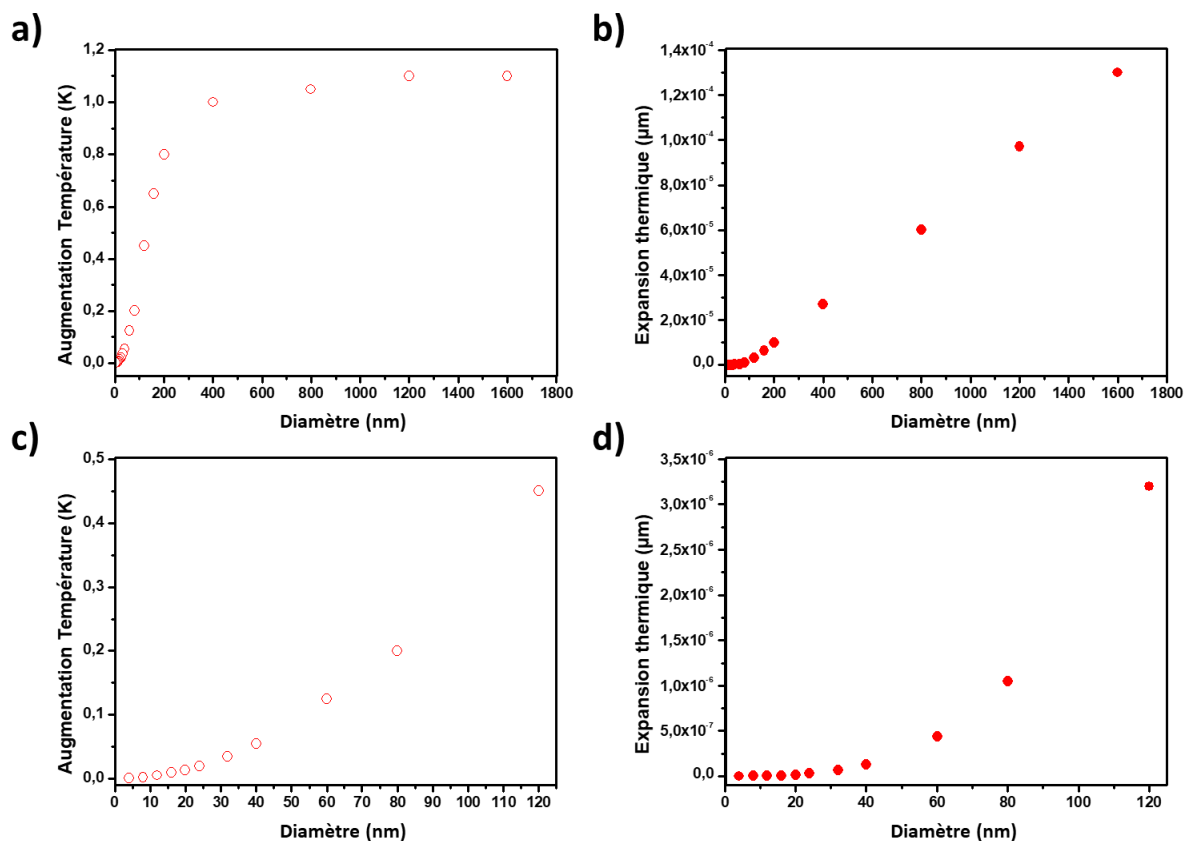 a)
1,2
1,0
0,8
0,6
0,4
0,2
0,0
Augmentation Température (K)
0 200 400 600 800 1000 1200 1400 1600 1800
Diamètre (nm)
b)
1,4x10⁻⁴
1,2x10⁻⁴
1,0x10⁻⁴
8,0x10⁻⁵
6,0x10⁻⁵
4,0x10⁻⁵
2,0x10⁻⁵
0,0
Expansion thermique (µm)
0 200 400 600 800 1000 1200 1400 1600 1800
Diamètre (nm)
c)
0,5
0,4
0,3
0,2
0,1
0,0
Augmentation Température (K)
0 10 20 30 40 50 60 70 80 90 100 110 120
Diamètre (nm)
d)
3,5x10⁻⁶
3,0x10⁻⁶
2,5x10⁻⁶
2,0x10⁻⁶
1,5x10⁻⁶
1,0x10⁻⁶
5,0x10⁻⁷
0,0
Expansion thermique (µm)
0 20 40 60 80 100 120
Diamètre (nm)